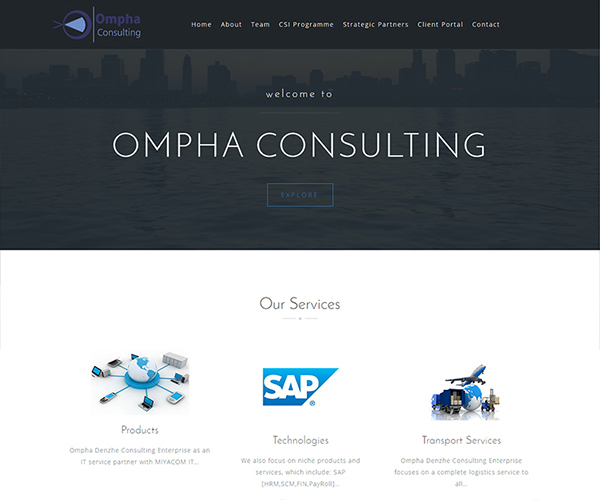 Ompha
Consulting
Home About Team CSI Programme Strategic Partners Client Portal Contact
welcome to
OMPHA CONSULTING
EXPLORE
Our Services
SAP
Products
Ompha Denzhe Consulting Enterprise as an
IT service partner with MIYACOM IT...
Technologies
We also focus on niche products and
services, which include: SAP
[HRM,SCM,FIN,PayRoll]...
Transport Services
Ompha Denzhe Consulting Enterprise
focuses on a complete logistics service to
all...